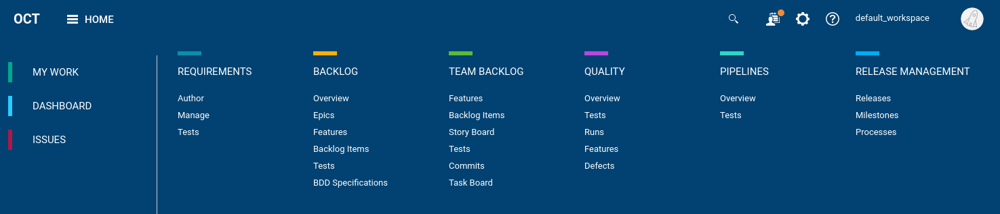 OCT
HOME
default_workspace
MY WORK
DASHBOARD
ISSUES
REQUIREMENTS
Author
Manage
Tests
BACKLOG
Overview
Epics
Features
Backlog Items
Tests
BDD Specifications
TEAM BACKLOG
Features
Backlog Items
Story Board
Tests
Commits
Task Board
QUALITY
Overview
Tests
Runs
Features
Defects
PIPELINES
Overview
Tests
RELEASE MANAGEMENT
Releases
Milestones
Processes